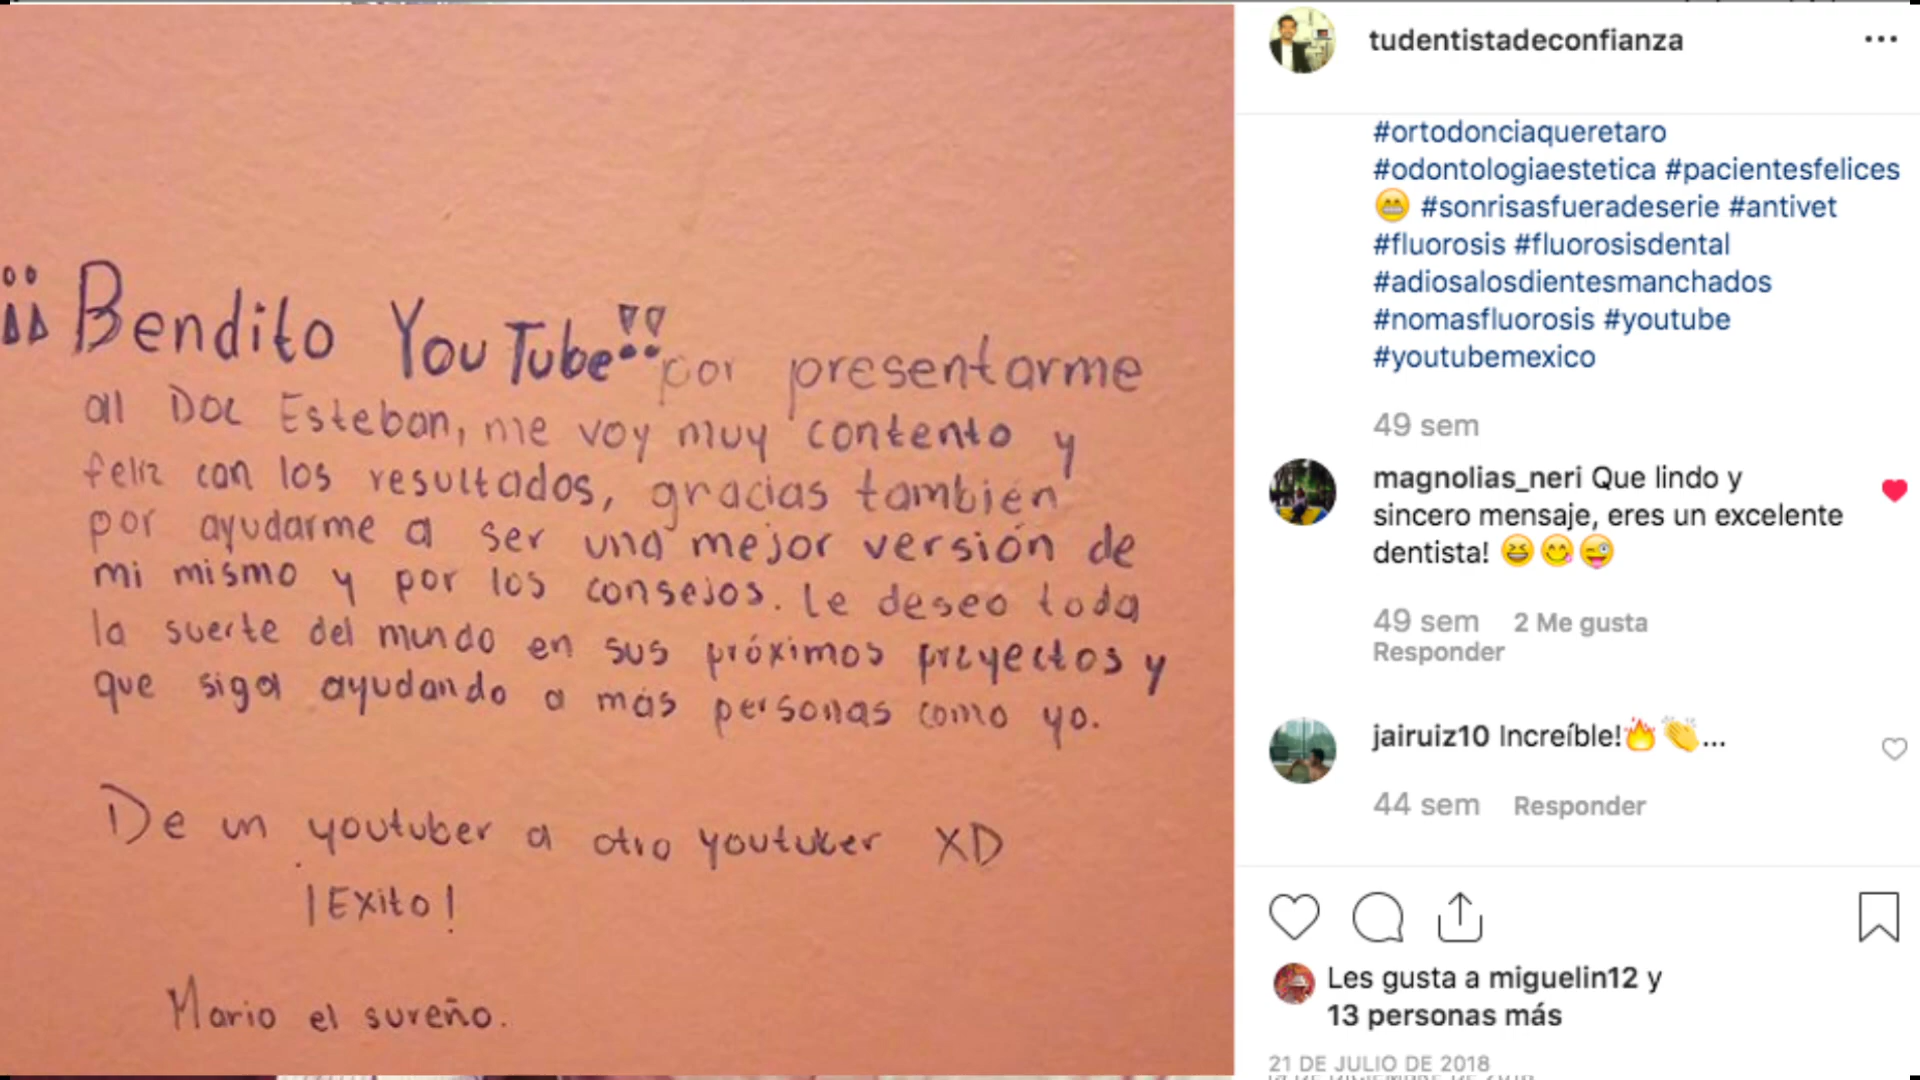 ¡¡Bendito YouTube!! por presentarme
al Doc Esteban, me voy muy contento y
feliz con los resultados, gracias también
por ayudarme a ser una mejor versión de
mi mismo y por los consejos. Le deseo toda
la suerte del mundo en sus próximos proyectos y
que siga ayudando a más personas como yo.
De un youtuber a otro youtuber XD
¡Exito!
Mario el sureño.
tudentistadeconfianza
#ortodonciaqueretaro
#odontologiaestetica #pacientesfelices
😁 #sonrisasfueradeserie #antivet
#fluorosis #fluorosisdental
#adiosalosdientesmanchados
#nomasfluorosis #youtube
#youtubemexico
49 sem
magnolias_neri Que lindo y
sincero mensaje, eres un excelente
dentista! 😆😋😜
49 sem 2 Me gusta
Responder
jairuiz10 Increíble!🔥👏...
44 sem Responder
Les gusta a miguelin12 y
13 personas más
21 DE JULIO DE 2018